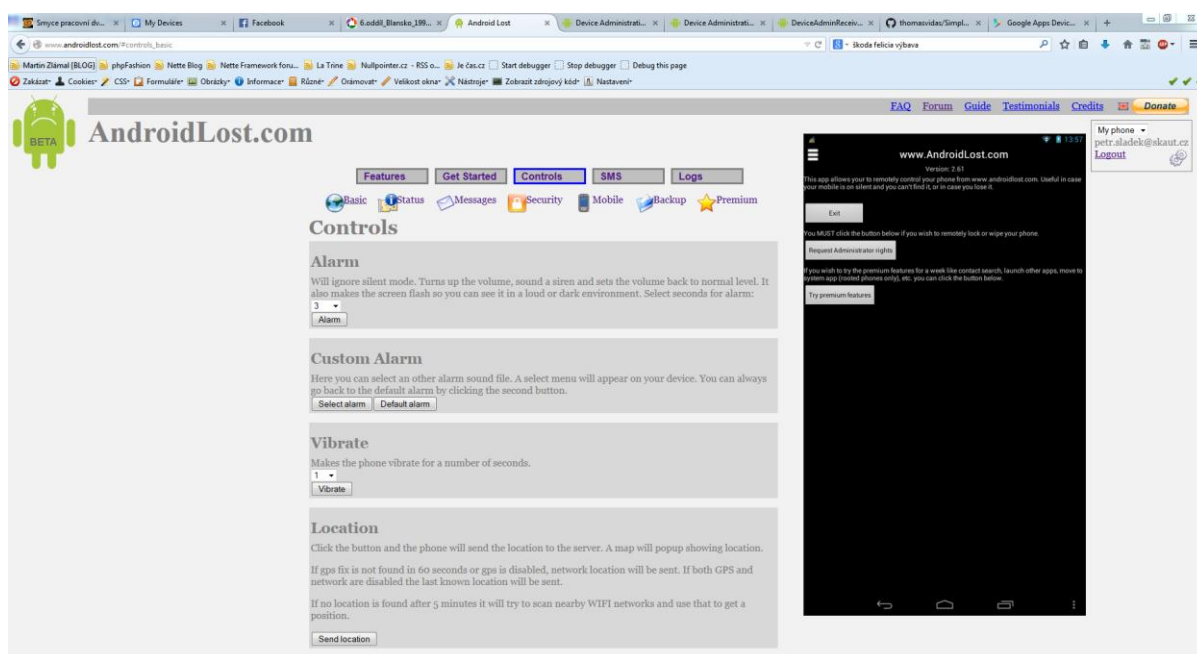 Smyce pracovní dv...
My Devices
Facebook
6.oddíl_Blansko_199...
Android Lost
Device Administrati...
Device Administrati...
DeviceAdminReceiv...
thomasvidas/Simpl...
Google Apps Devic...
www.androidlost.com/#controls_basic
škoda felicia výbava
Martin Zlámal [BLOG] phpFashion Nette Blog Nette Framework foru... La Trine Nullpointer.cz - RSS o... Je čas.cz Start debugger Stop debugger Debug this page
Zakázat Cookies CSS Formuláře Obrázky Informace Různé Orámovat Velikost okna Nástroje Zobrazit zdrojový kód Nastavení
FAQ Forum Guide Testimonials Credits Donate
BETA
AndroidLost.com
My phone
petr.sladek@skaut.cz
Logout
Features Get Started Controls SMS Logs
Basic Status Messages Security Mobile Backup Premium
Controls
Alarm
Will ignore silent mode. Turns up the volume, sound a siren and sets the volume back to normal level. It
also makes the screen flash so you can see it in a loud or dark environment. Select seconds for alarm:
3
Alarm
Custom Alarm
Here you can select an other alarm sound file. A select menu will appear on your device. You can always
go back to the default alarm by clicking the second button.
Select alarm Default alarm
Vibrate
Makes the phone vibrate for a number of seconds.
1
Vibrate
Location
Click the button and the phone will send the location to the server. A map will popup showing location.
If gps fix is not found in 60 seconds or gps is disabled, network location will be sent. If both GPS and
network are disabled the last known location will be sent.
If no location is found after 5 minutes it will try to scan nearby WIFI networks and use that to get a
position.
Send location
13:57
www.AndroidLost.com
Version: 2.61
This app allows your to remotely control your phone from www.androidlost.com. Useful in case
your mobile is on silent and you can't find it, or in case you lose it.
Exit
You MUST click the button below if you wish to remotely lock or wipe your phone.
Request Administrator rights
If you wish to try the premium features for a week like contact search, launch other apps, move to
system app (rooted phones only), etc. you can click the button below.
Try premium features